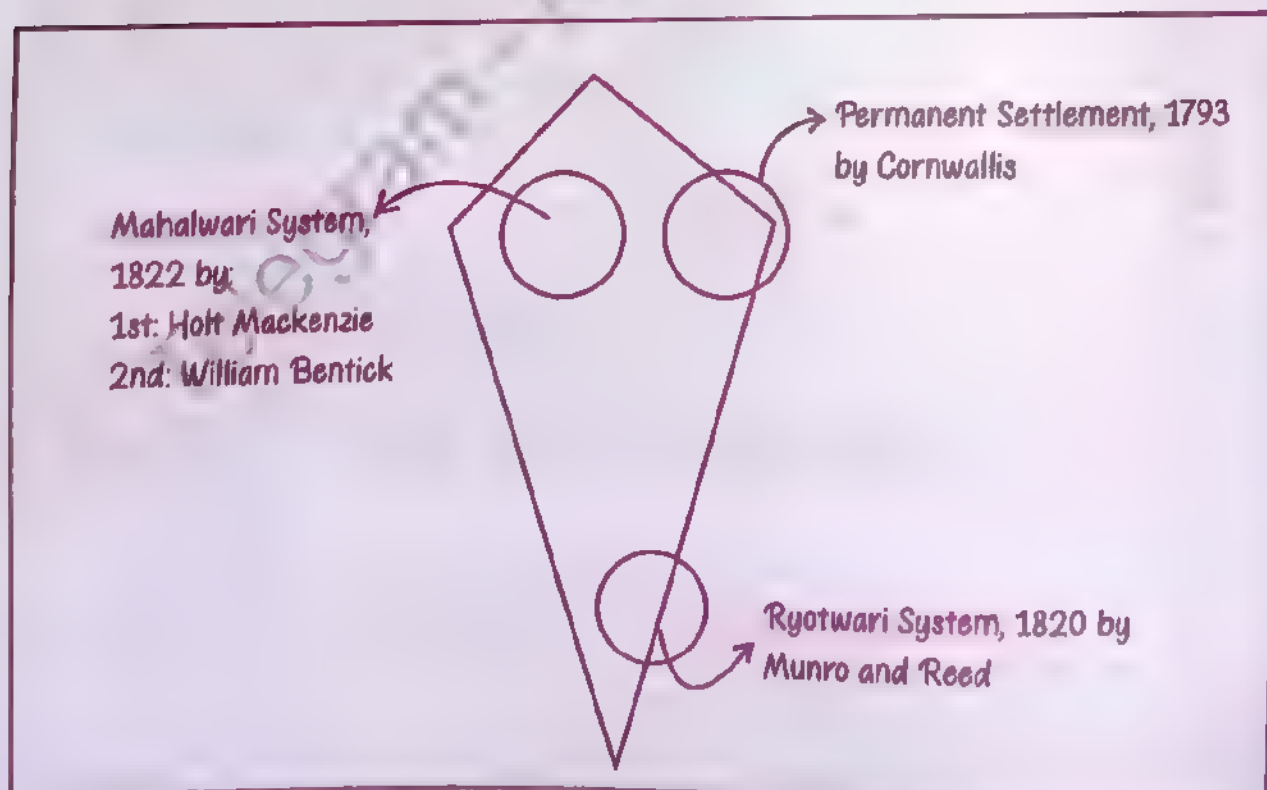 Permanent Settlement, 1793
by Cornwallis
Mahalwari System,
1822 by:
1st: Holt Mackenzie
2nd: William Bentick
Ryotwari System, 1820 by
Munro and Reed